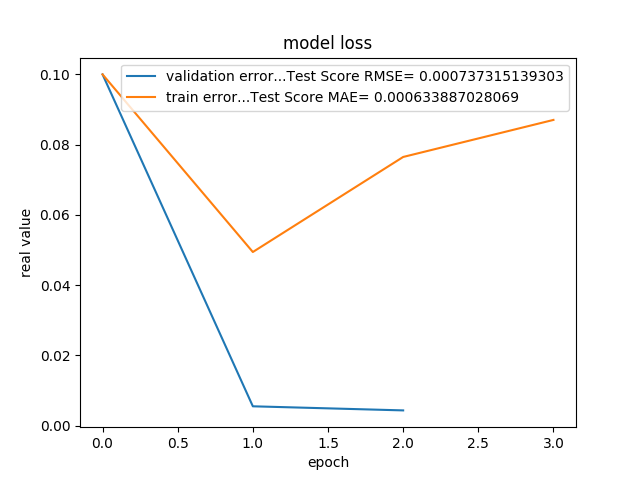 model loss
validation error...Test Score RMSE= 0.000737315139303
train error...Test Score MAE= 0.000633887028069
0.10
0.08
0.06
0.04
0.02
0.00
real value
0.0 0.5 1.0 1.5 2.0 2.5 3.0
epoch